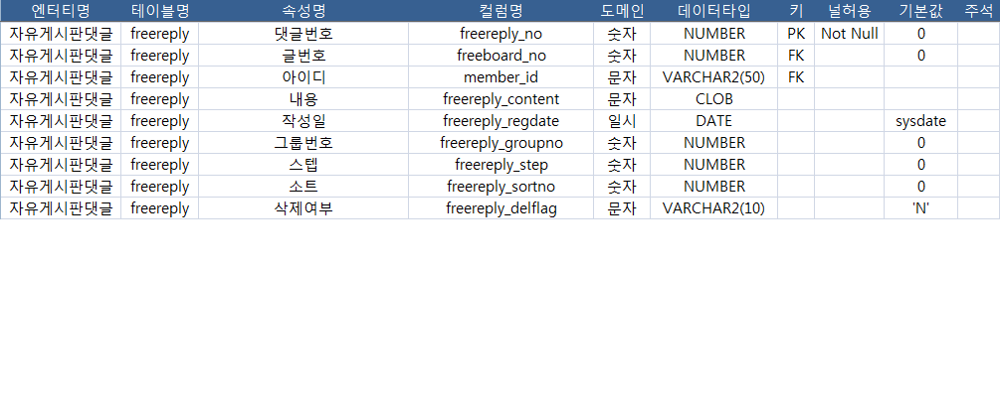 엔터티명 테이블명 속성명 컬럼명 도메인 데이터타입 키 널허용 기본값 주석
자유게시판댓글 freereply 댓글번호 freereply_no 숫자 NUMBER PK Not Null 0
자유게시판댓글 freereply 글번호 freeboard_no 숫자 NUMBER FK 0
자유게시판댓글 freereply 아이디 member_id 문자 VARCHAR2(50) FK
자유게시판댓글 freereply 내용 freereply_content 문자 CLOB
자유게시판댓글 freereply 작성일 freereply_regdate 일시 DATE sysdate
자유게시판댓글 freereply 그룹번호 freereply_groupno 숫자 NUMBER 0
자유게시판댓글 freereply 스텝 freereply_step 숫자 NUMBER 0
자유게시판댓글 freereply 소트 freereply_sortno 숫자 NUMBER 0
자유게시판댓글 freereply 삭제여부 freereply_delflag 문자 VARCHAR2(10) 'N'